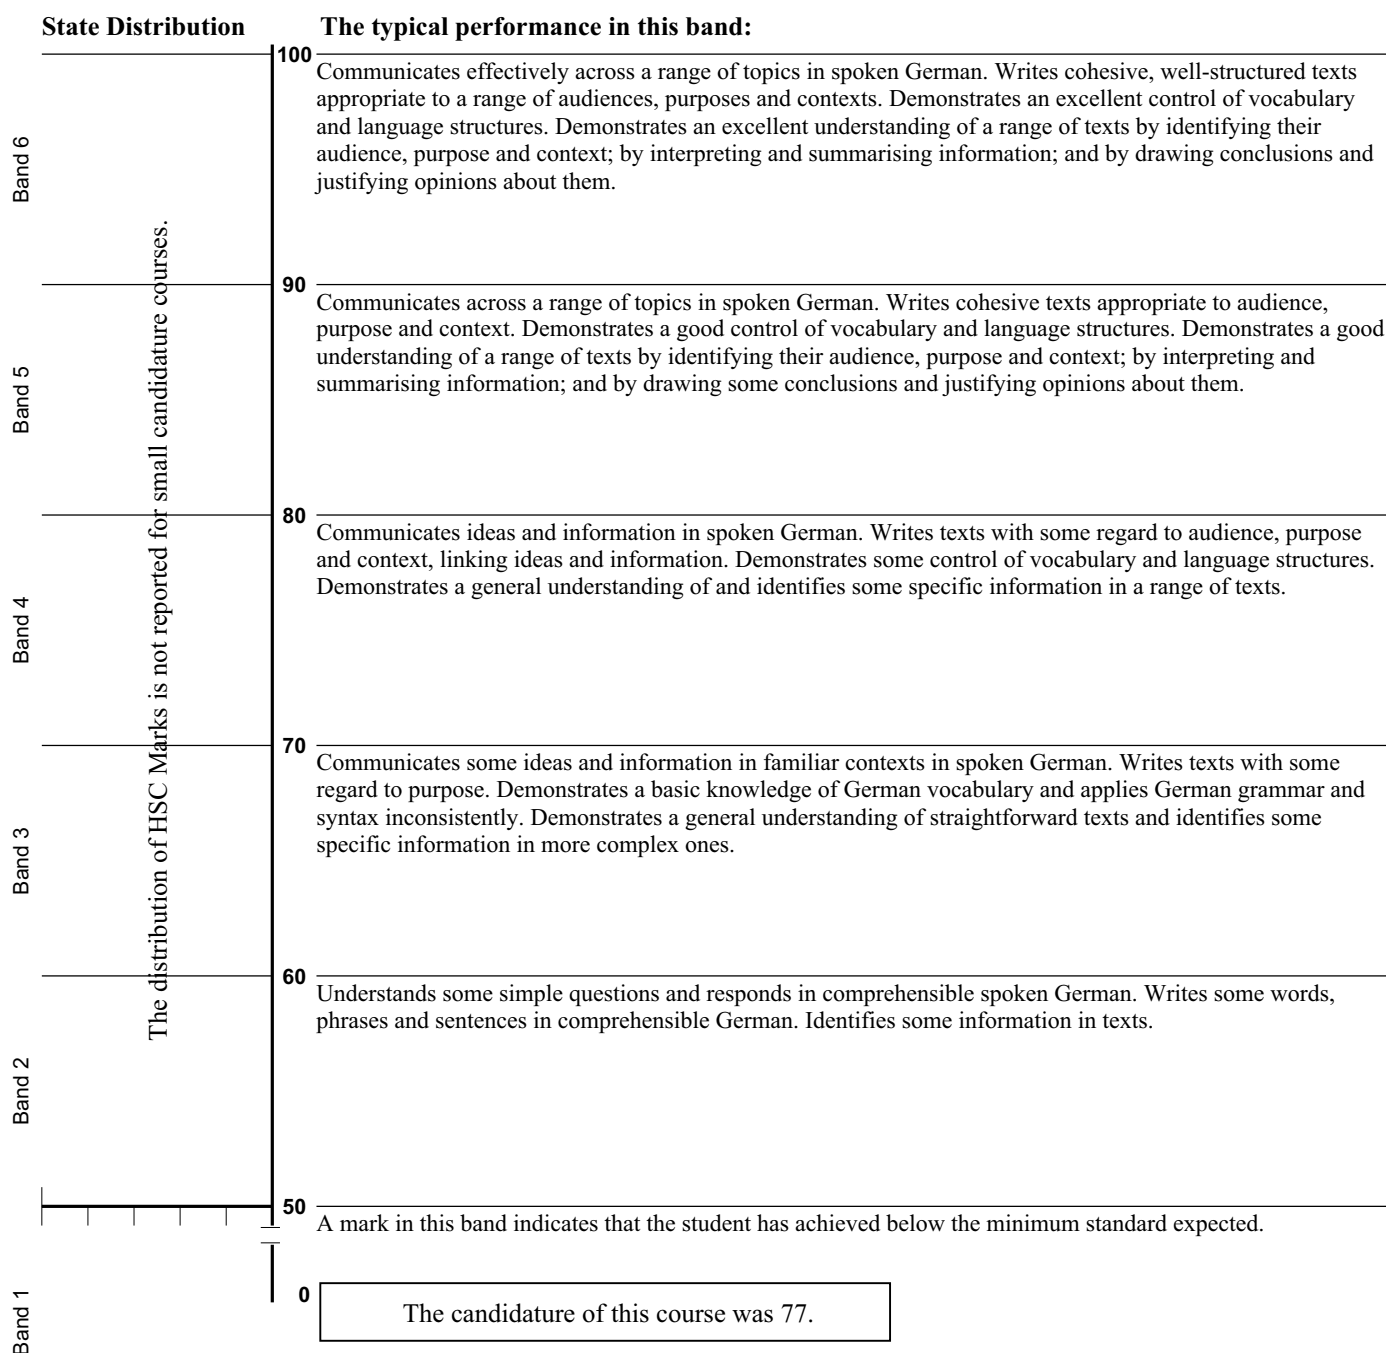 State Distribution
The typical performance in this band:
100
Communicates effectively across a range of topics in spoken German. Writes cohesive, well-structured texts
appropriate to a range of audiences, purposes and contexts. Demonstrates an excellent control of vocabulary
and language structures. Demonstrates an excellent understanding of a range of texts by identifying their
audience, purpose and context; by interpreting and summarising information; and by drawing conclusions and
justifying opinions about them.
Band 6
The distribution of HSC Marks is not reported for small candidature courses.
90
Communicates across a range of topics in spoken German. Writes cohesive texts appropriate to audience,
purpose and context. Demonstrates a good control of vocabulary and language structures. Demonstrates a good
understanding of a range of texts by identifying their audience, purpose and context; by interpreting and
summarising information; and by drawing some conclusions and justifying opinions about them.
Band 5
80
Communicates ideas and information in spoken German. Writes texts with some regard to audience, purpose
and context, linking ideas and information. Demonstrates some control of vocabulary and language structures.
Demonstrates a general understanding of and identifies some specific information in a range of texts.
Band 4
70
Communicates some ideas and information in familiar contexts in spoken German. Writes texts with some
regard to purpose. Demonstrates a basic knowledge of German vocabulary and applies German grammar and
syntax inconsistently. Demonstrates a general understanding of straightforward texts and identifies some
specific information in more complex ones.
Band 3
60
Understands some simple questions and responds in comprehensible spoken German. Writes some words,
phrases and sentences in comprehensible German. Identifies some information in texts.
Band 2
50
A mark in this band indicates that the student has achieved below the minimum standard expected.
0
Band 1
The candidature of this course was 77.